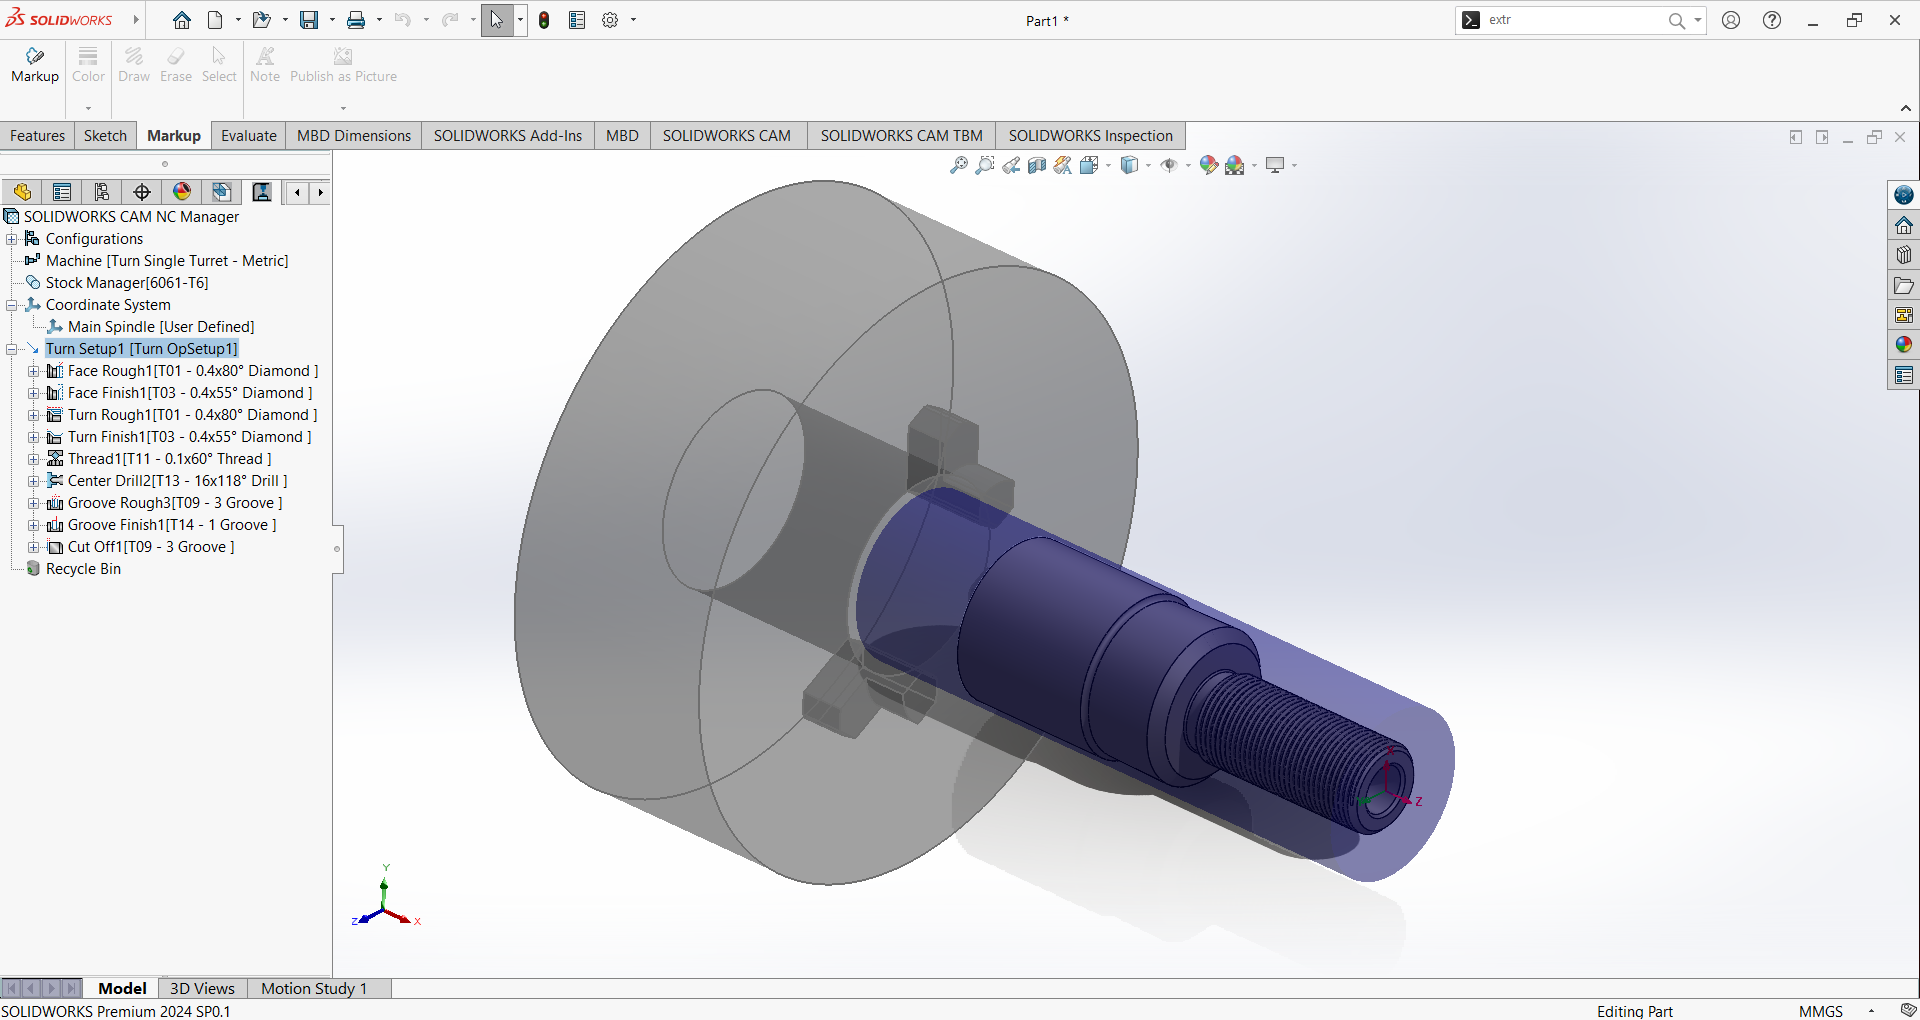 SOLIDWORKS
Part1 *
extr
Markup
Color
Draw
Erase
Select
Note
Publish as Picture
Features
Sketch
Markup
Evaluate
MBD Dimensions
SOLIDWORKS Add-Ins
MBD
SOLIDWORKS CAM
SOLIDWORKS CAM TBM
SOLIDWORKS Inspection
SOLIDWORKS CAM NC Manager
Configurations
Machine [Turn Single Turret - Metric]
Stock Manager[6061-T6]
Coordinate System
Main Spindle [User Defined]
Turn Setup1 [Turn OpSetup1]
Face Rough1[T01 - 0.4x80° Diamond ]
Face Finish1[T03 - 0.4x55° Diamond ]
Turn Rough1[T01 - 0.4x80° Diamond ]
Turn Finish1[T03 - 0.4x55° Diamond ]
Thread1[T11 - 0.1x60° Thread ]
Center Drill2[T13 - 16x118° Drill ]
Groove Rough3[T09 - 3 Groove ]
Groove Finish1[T14 - 1 Groove ]
Cut Off1[T09 - 3 Groove ]
Recycle Bin
X
Z
Y
Z
X
Model
3D Views
Motion Study 1
SOLIDWORKS Premium 2024 SP0.1
Editing Part
MMGS